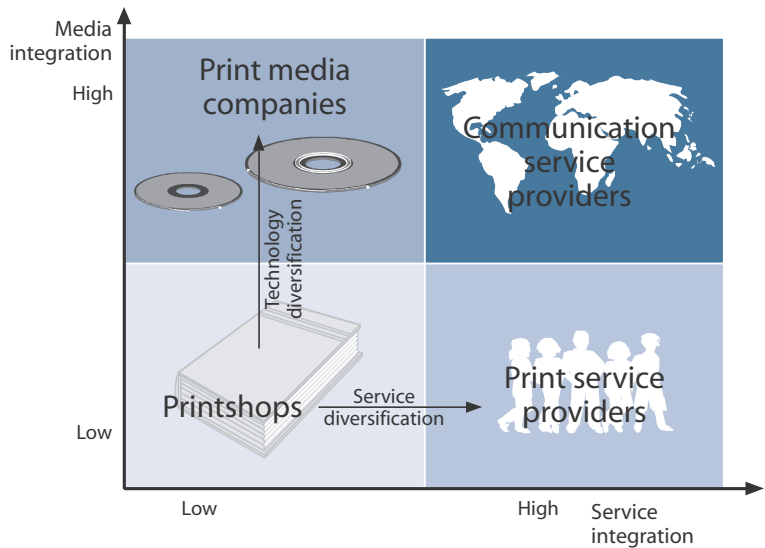 Media
integration
High
Print media
companies
Communication
service
providers
Technology
diversification
Printshops
Service
diversification
Print service
providers
Low
Low
High
Service
integration